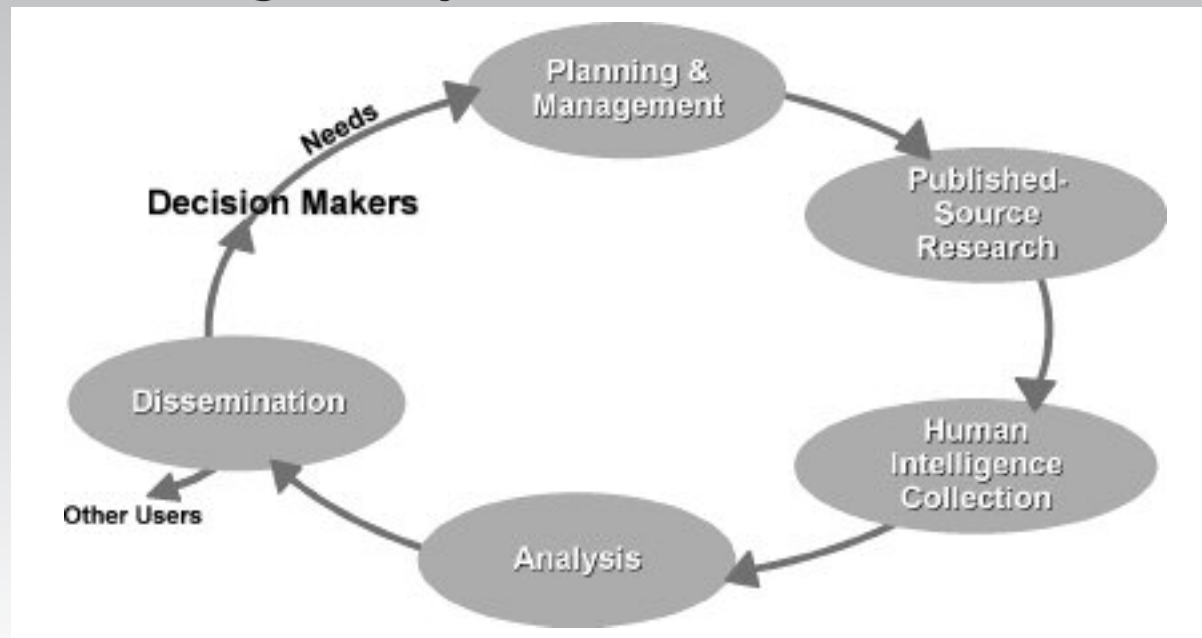 Planning &
Management
Needs
Decision Makers
Published-
Source
Research
Dissemination
Human
Intelligence
Collection
Other Users
Analysis